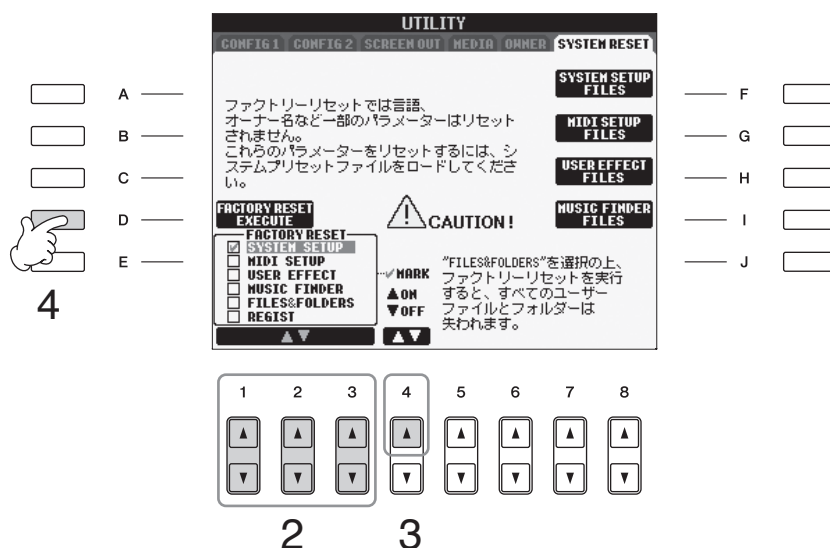 UTILITY
CONFIG 1 CONFIG 2 SCREEN OUT MEDIA OWNER SYSTEM RESET
SYSTEM SETUP
FILES
MIDI SETUP
FILES
USER EFFECT
FILES
MUSIC FINDER
FILES
A
B
C
D
E
F
G
H
I
J
ファクトリーリセットでは言語、
オーナー名など一部のパラメーターはリセット
されません。
これらのパラメーターをリセットするには、シ
ステムプリセットファイルをロードしてくださ
い。
FACTORY RESET
EXECUTE
CAUTION!
FACTORY RESET
SYSTEM SETUP
MIDI SETUP
USER EFFECT
MUSIC FINDER
FILES&FOLDERS
REGIST
MARK
▲ON
▼OFF
"FILES&FOLDERS"を選択の上、
ファクトリーリセットを実行
すると、すべてのユーザー
ファイルとフォルダーは
失われます。
▲▼ ▲▼
4
1 2 3 4 5 6 7 8
▲ ▲ ▲ ▲ ▲ ▲ ▲ ▲
▼ ▼ ▼ ▼ ▼ ▼ ▼ ▼
2 3